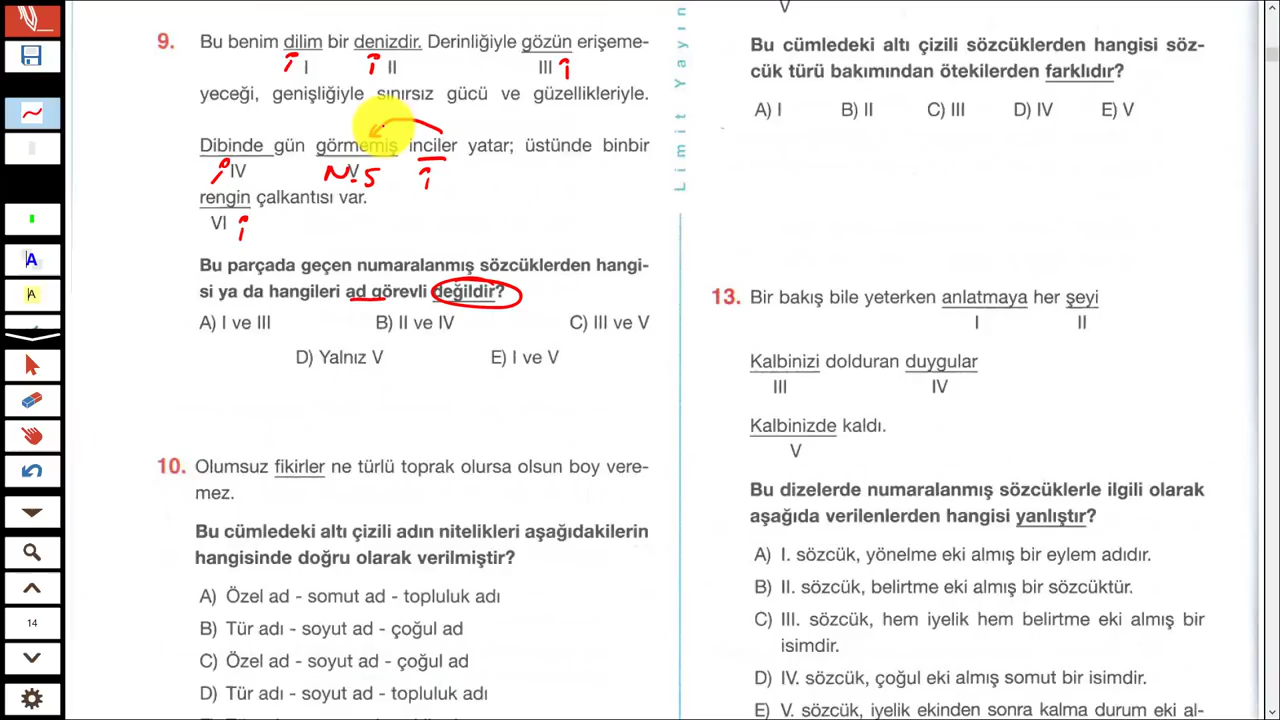 9. Bu benim dilim bir denizdir. Derinliğiyle gözün erişeme-
i I i II III i
yeceği, genişliğiyle sınırsız gücü ve güzellikleriyle.
Dibinde gün görmemiş inciler yatar; üstünde binbir
i IV N.S V i
rengin çalkantısı var.
VI i
Bu parçada geçen numaralanmış sözcüklerden hangi-
si ya da hangileri ad görevli değildir?
A) I ve III B) II ve IV C) III ve V
D) Yalnız V E) I ve V
10. Olumsuz fikirler ne türlü toprak olursa olsun boy vere-
mez.
Bu cümledeki altı çizili adın nitelikleri aşağıdakilerin
hangisinde doğru olarak verilmiştir?
A) Özel ad - somut ad - topluluk adı
B) Tür adı - soyut ad - çoğul ad
C) Özel ad - soyut ad - çoğul ad
D) Tür adı - soyut ad - topluluk adı
Limit Yayın
V
Bu cümledeki altı çizili sözcüklerden hangisi söz-
cük türü bakımından ötekilerden farklıdır?
A) I B) II C) III D) IV E) V
13. Bir bakış bile yeterken anlatmaya her şeyi
I II
Kalbinizi dolduran duygular
III IV
Kalbinizde kaldı.
V
Bu dizelerde numaralanmış sözcüklerle ilgili olarak
aşağıda verilenlerden hangisi yanlıştır?
A) I. sözcük, yönelme eki almış bir eylem adıdır.
B) II. sözcük, belirtme eki almış bir sözcüktür.
C) III. sözcük, hem iyelik hem belirtme eki almış bir
isimdir.
D) IV. sözcük, çoğul eki almış somut bir isimdir.
E) V. sözcük, iyelik ekinden sonra kalma durum eki al-
A
A
14